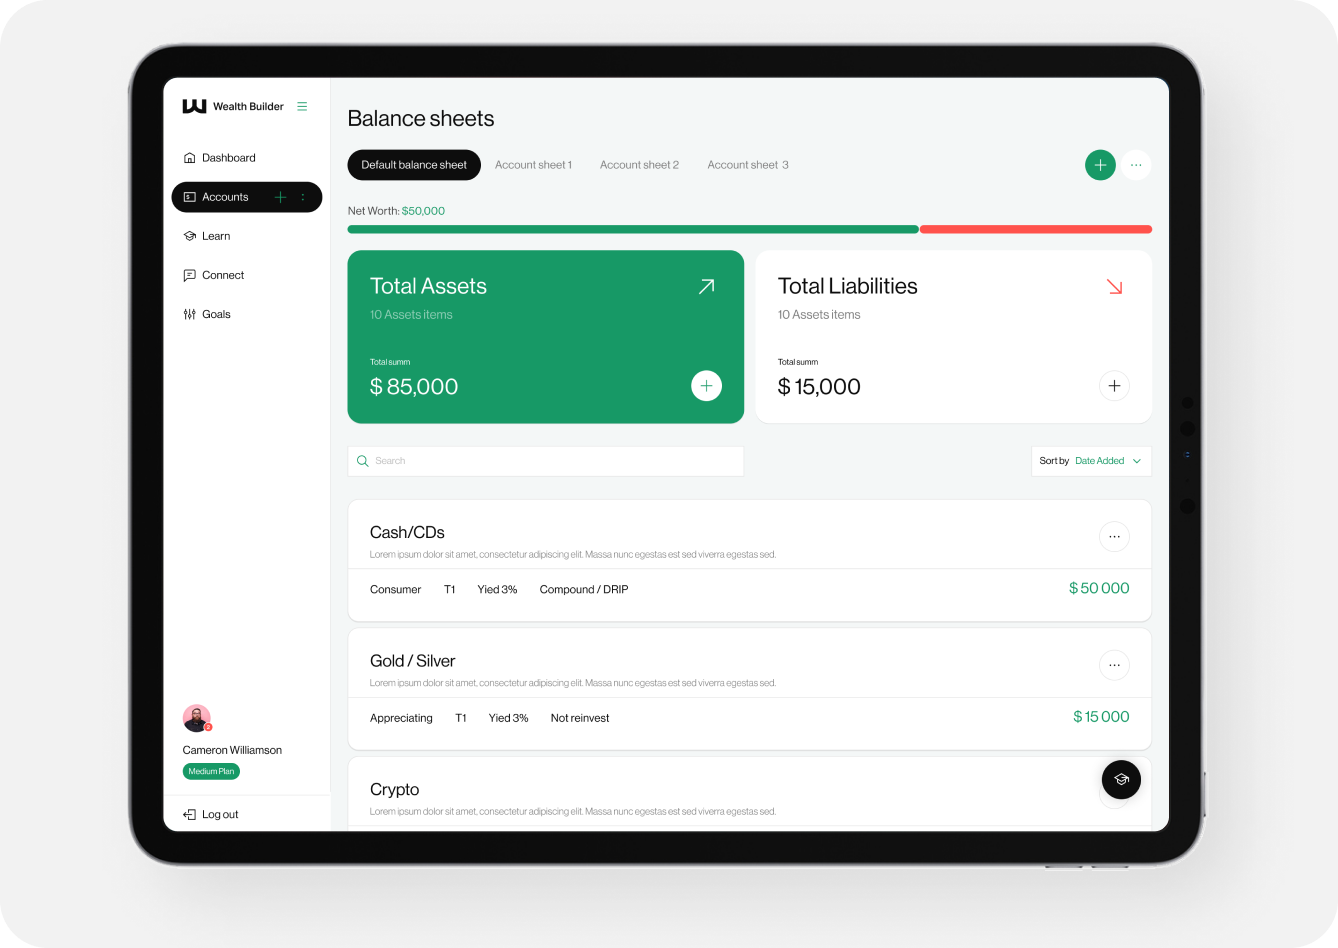 Wealth Builder
Dashboard
Accounts
Learn
Connect
Goals
Cameron Williamson
Medium Plan
Log out
Balance sheets
Default balance sheet
Account sheet 1
Account sheet 2
Account sheet 3
Net Worth: $50,000
Total Assets
10 Assets items
Total summ
$ 85,000
Total Liabilities
10 Assets items
Total summ
$ 15,000
Search
Sort by Date Added
Cash/CDs
Lorem ipsum dolor sit amet, consectetur adipiscing elit. Massa nunc egestas est sed viverra egestas sed.
Consumer T1 Yied 3% Compound / DRIP $ 50 000
Gold / Silver
Lorem ipsum dolor sit amet, consectetur adipiscing elit. Massa nunc egestas est sed viverra egestas sed.
Appreciating T1 Yied 3% Not reinvest $ 15 000
Crypto
Lorem ipsum dolor sit amet, consectetur adipiscing elit. Massa nunc egestas est sed viverra egestas sed.